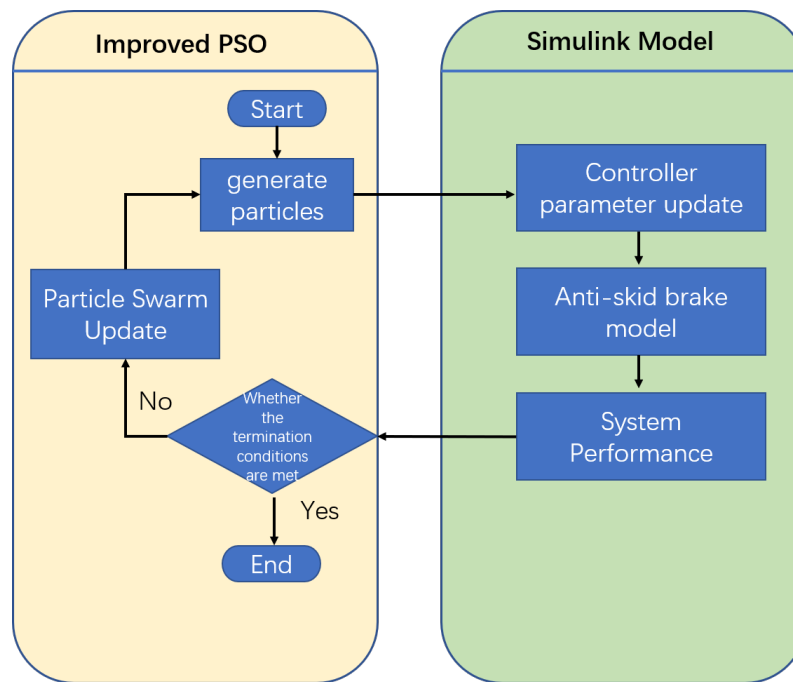 Improved PSO
Simulink Model
Start
generate
particles
Controller
parameter update
Particle Swarm
Update
Anti-skid brake
model
No
Whether
the
termination
conditions
are met
System
Performance
Yes
End